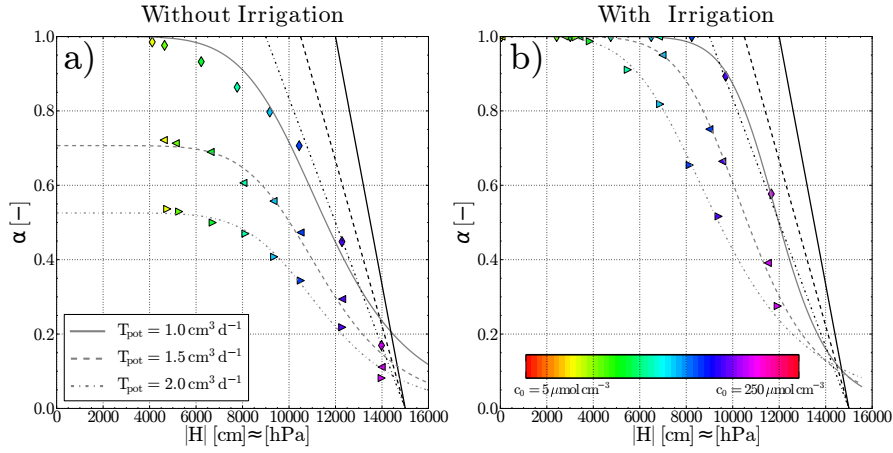 Without Irrigation
With Irrigation
a)
b)
α [−]
1.0
0.8
0.6
0.4
0.2
0.0
T_pot = 1.0 cm³ d⁻¹
T_pot = 1.5 cm³ d⁻¹
T_pot = 2.0 cm³ d⁻¹
0 2000 4000 6000 8000 10000 12000 14000 16000
|H| [cm]≈[hPa]
α [−]
1.0
0.8
0.6
0.4
0.2
0.0
c₀ = 5 μmol cm⁻³
c₀ = 250 μmol cm⁻³
0 2000 4000 6000 8000 10000 12000 14000 16000
|H| [cm]≈[hPa]